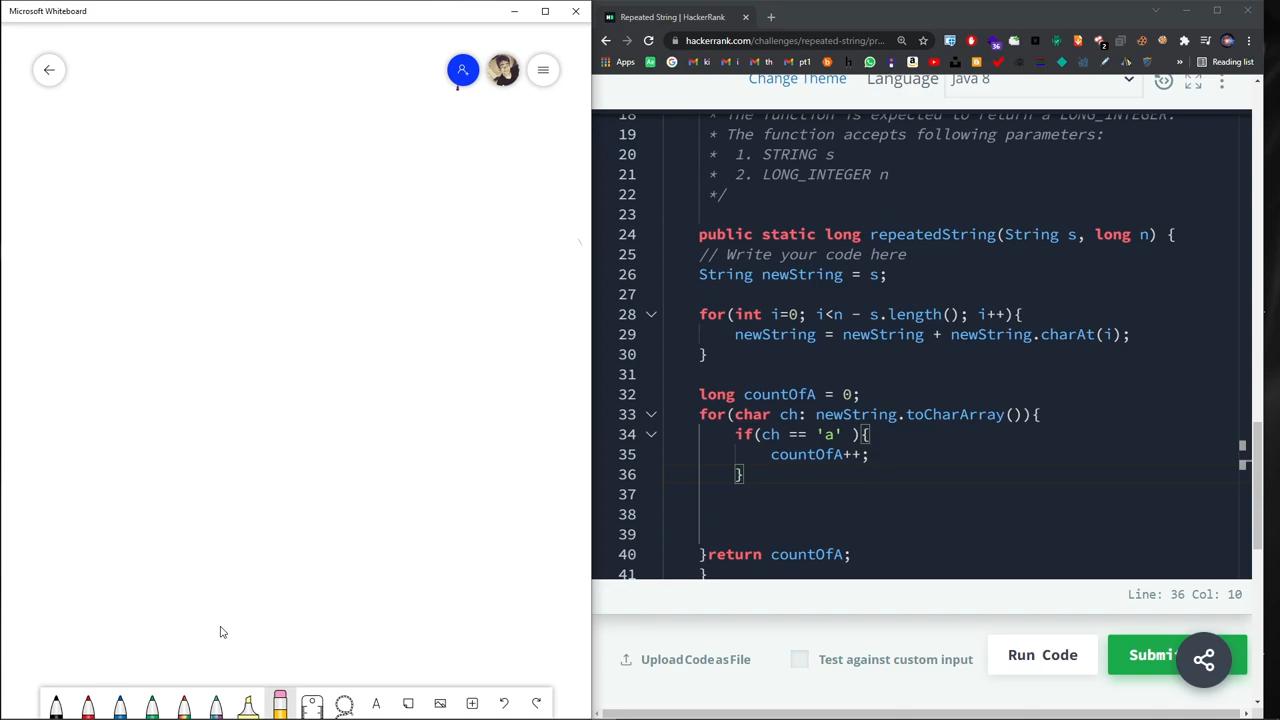 Microsoft Whiteboard
Repeated String | HackerRank
hackerrank.com/challenges/repeated-string/pr...
Apps
ki
i
th
pt1
b
h
Reading list
Change Theme
Language
Java 8
18 * The function is expected to return a LONG_INTEGER.
19 * The function accepts following parameters:
20 * 1. STRING s
21 * 2. LONG_INTEGER n
22 */
23
24 public static long repeatedString(String s, long n) {
25 // Write your code here
26 String newString = s;
27
28 for(int i=0; i<n - s.length(); i++){
29 newString = newString + newString.charAt(i);
30 }
31
32 long countOfA = 0;
33 for(char ch: newString.toCharArray()){
34 if(ch == 'a' ){
35 countOfA++;
36 }
37
38
39
40 }return countOfA;
41 }
Line: 36 Col: 10
Upload Code as File
Test against custom input
Run Code
Submi